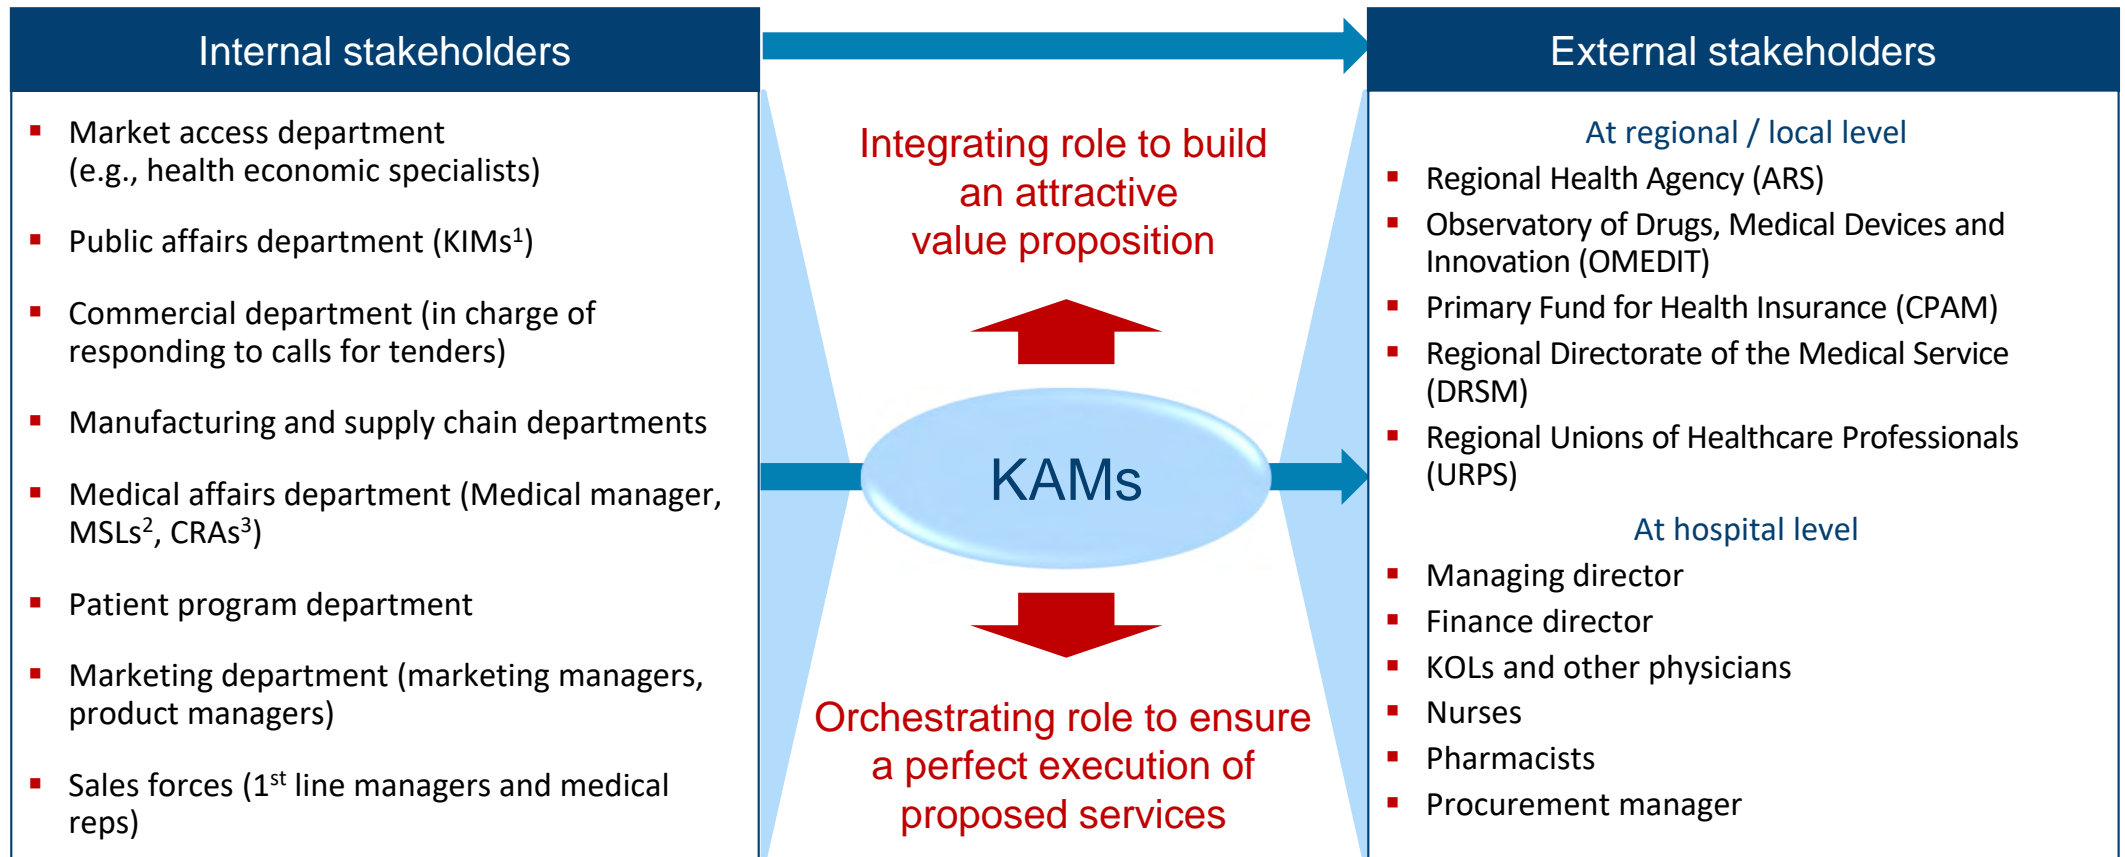 Internal stakeholders
▪ Market access department
(e.g., health economic specialists)
▪ Public affairs department (KIMs¹)
▪ Commercial department (in charge of
responding to calls for tenders)
▪ Manufacturing and supply chain departments
▪ Medical affairs department (Medical manager,
MSLs², CRAs³)
▪ Patient program department
▪ Marketing department (marketing managers,
product managers)
▪ Sales forces (1st line managers and medical
reps)
Integrating role to build
an attractive
value proposition
KAMs
Orchestrating role to ensure
a perfect execution of
proposed services
External stakeholders
At regional / local level
▪ Regional Health Agency (ARS)
▪ Observatory of Drugs, Medical Devices and
Innovation (OMEDIT)
▪ Primary Fund for Health Insurance (CPAM)
▪ Regional Directorate of the Medical Service
(DRSM)
▪ Regional Unions of Healthcare Professionals
(URPS)
At hospital level
▪ Managing director
▪ Finance director
▪ KOLs and other physicians
▪ Nurses
▪ Pharmacists
▪ Procurement manager